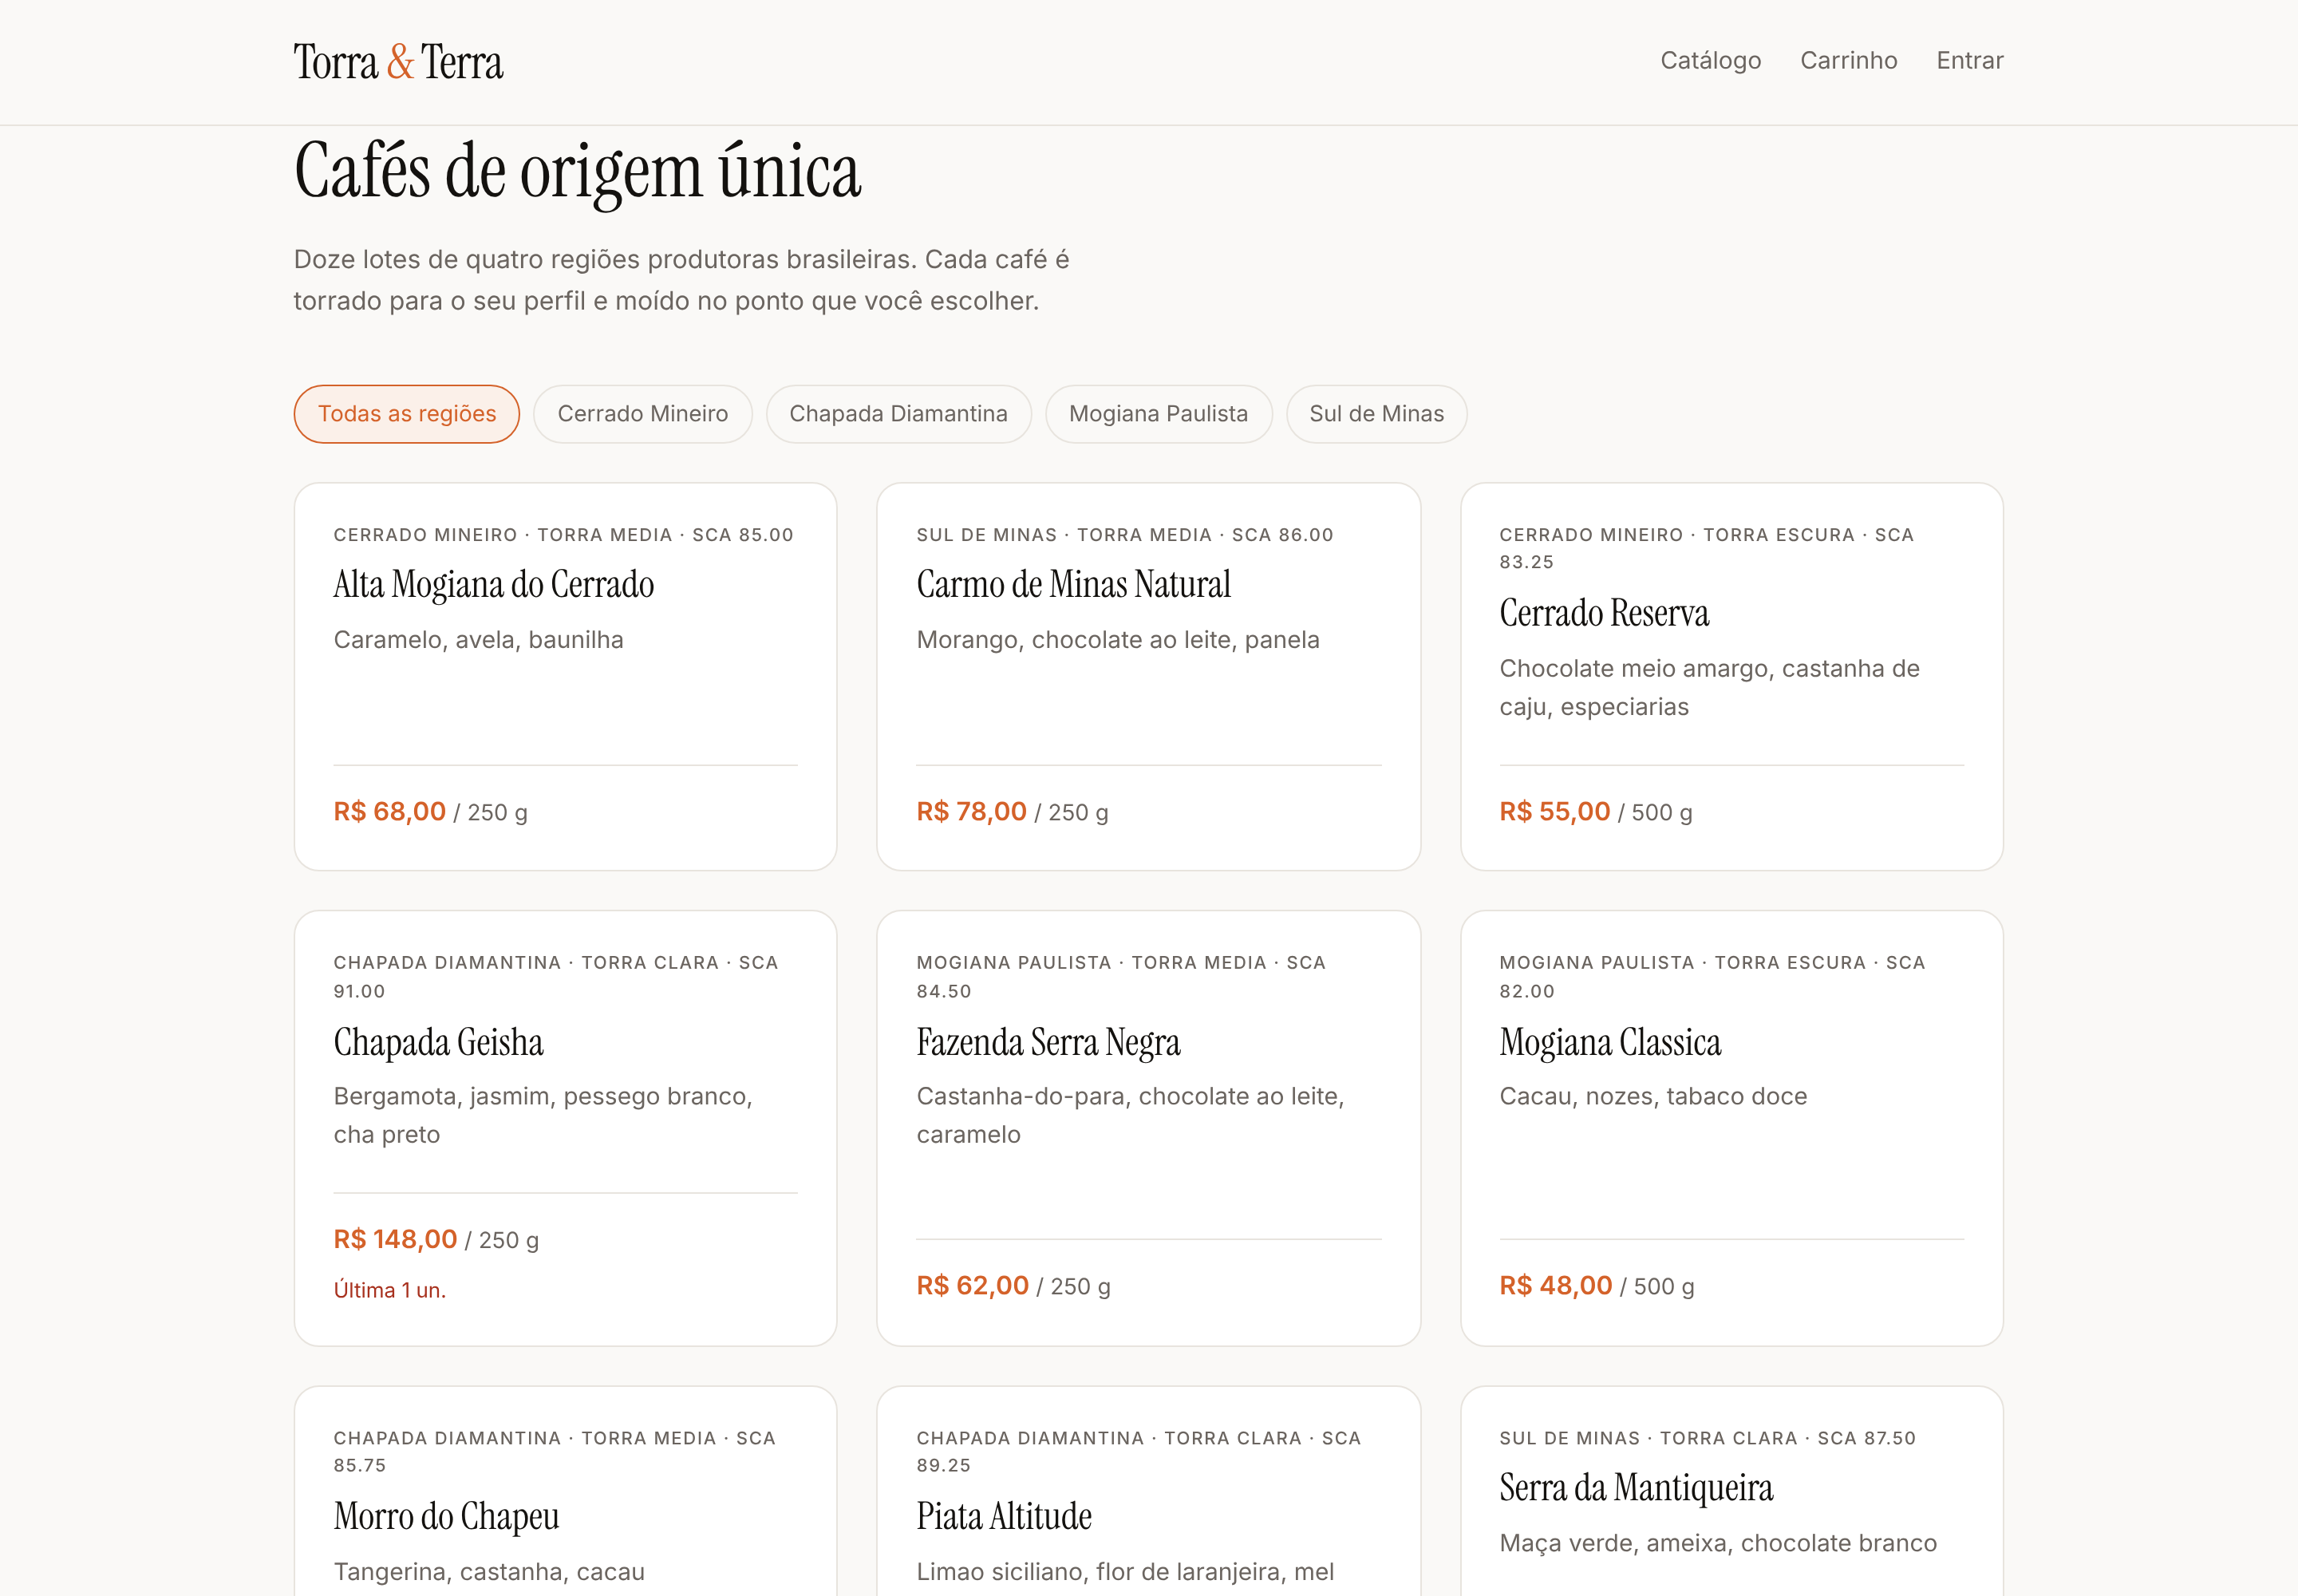 Torra & Terra
Catálogo
Carrinho
Entrar
Cafés de origem única
Doze lotes de quatro regiões produtoras brasileiras. Cada café é
torrado para o seu perfil e moído no ponto que você escolher.
Todas as regiões
Cerrado Mineiro
Chapada Diamantina
Mogiana Paulista
Sul de Minas
CERRADO MINEIRO · TORRA MEDIA · SCA 85.00
Alta Mogiana do Cerrado
Caramelo, avela, baunilha
R$ 68,00 / 250 g
SUL DE MINAS · TORRA MEDIA · SCA 86.00
Carmo de Minas Natural
Morango, chocolate ao leite, panela
R$ 78,00 / 250 g
CERRADO MINEIRO · TORRA ESCURA · SCA
83.25
Cerrado Reserva
Chocolate meio amargo, castanha de
caju, especiarias
R$ 55,00 / 500 g
CHAPADA DIAMANTINA · TORRA CLARA · SCA
91.00
Chapada Geisha
Bergamota, jasmim, pessego branco,
cha preto
R$ 148,00 / 250 g
Última 1 un.
MOGIANA PAULISTA · TORRA MEDIA · SCA
84.50
Fazenda Serra Negra
Castanha-do-para, chocolate ao leite,
caramelo
R$ 62,00 / 250 g
MOGIANA PAULISTA · TORRA ESCURA · SCA
82.00
Mogiana Classica
Cacau, nozes, tabaco doce
R$ 48,00 / 500 g
CHAPADA DIAMANTINA · TORRA MEDIA · SCA
85.75
Morro do Chapeu
Tangerina, castanha, cacau
CHAPADA DIAMANTINA · TORRA CLARA · SCA
89.25
Piata Altitude
Limao siciliano, flor de laranjeira, mel
SUL DE MINAS · TORRA CLARA · SCA 87.50
Serra da Mantiqueira
Maça verde, ameixa, chocolate branco